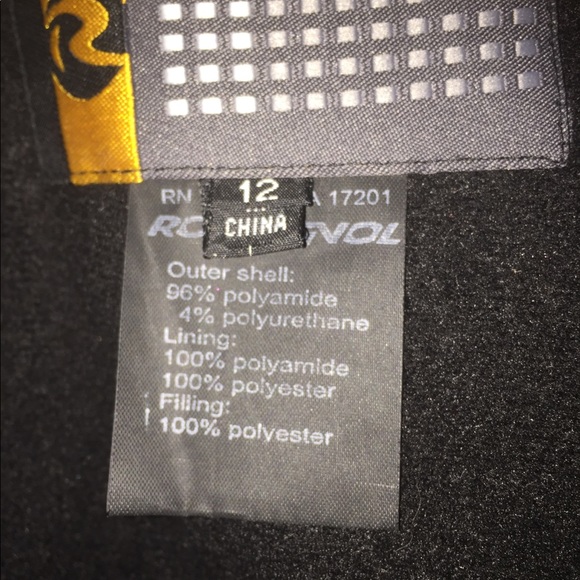 RN 12 A 17201
CHINA
Outer shell:
96% polyamide
4% polyurethane
Lining:
100% polyamide
100% polyester
Filling:
100% polyester